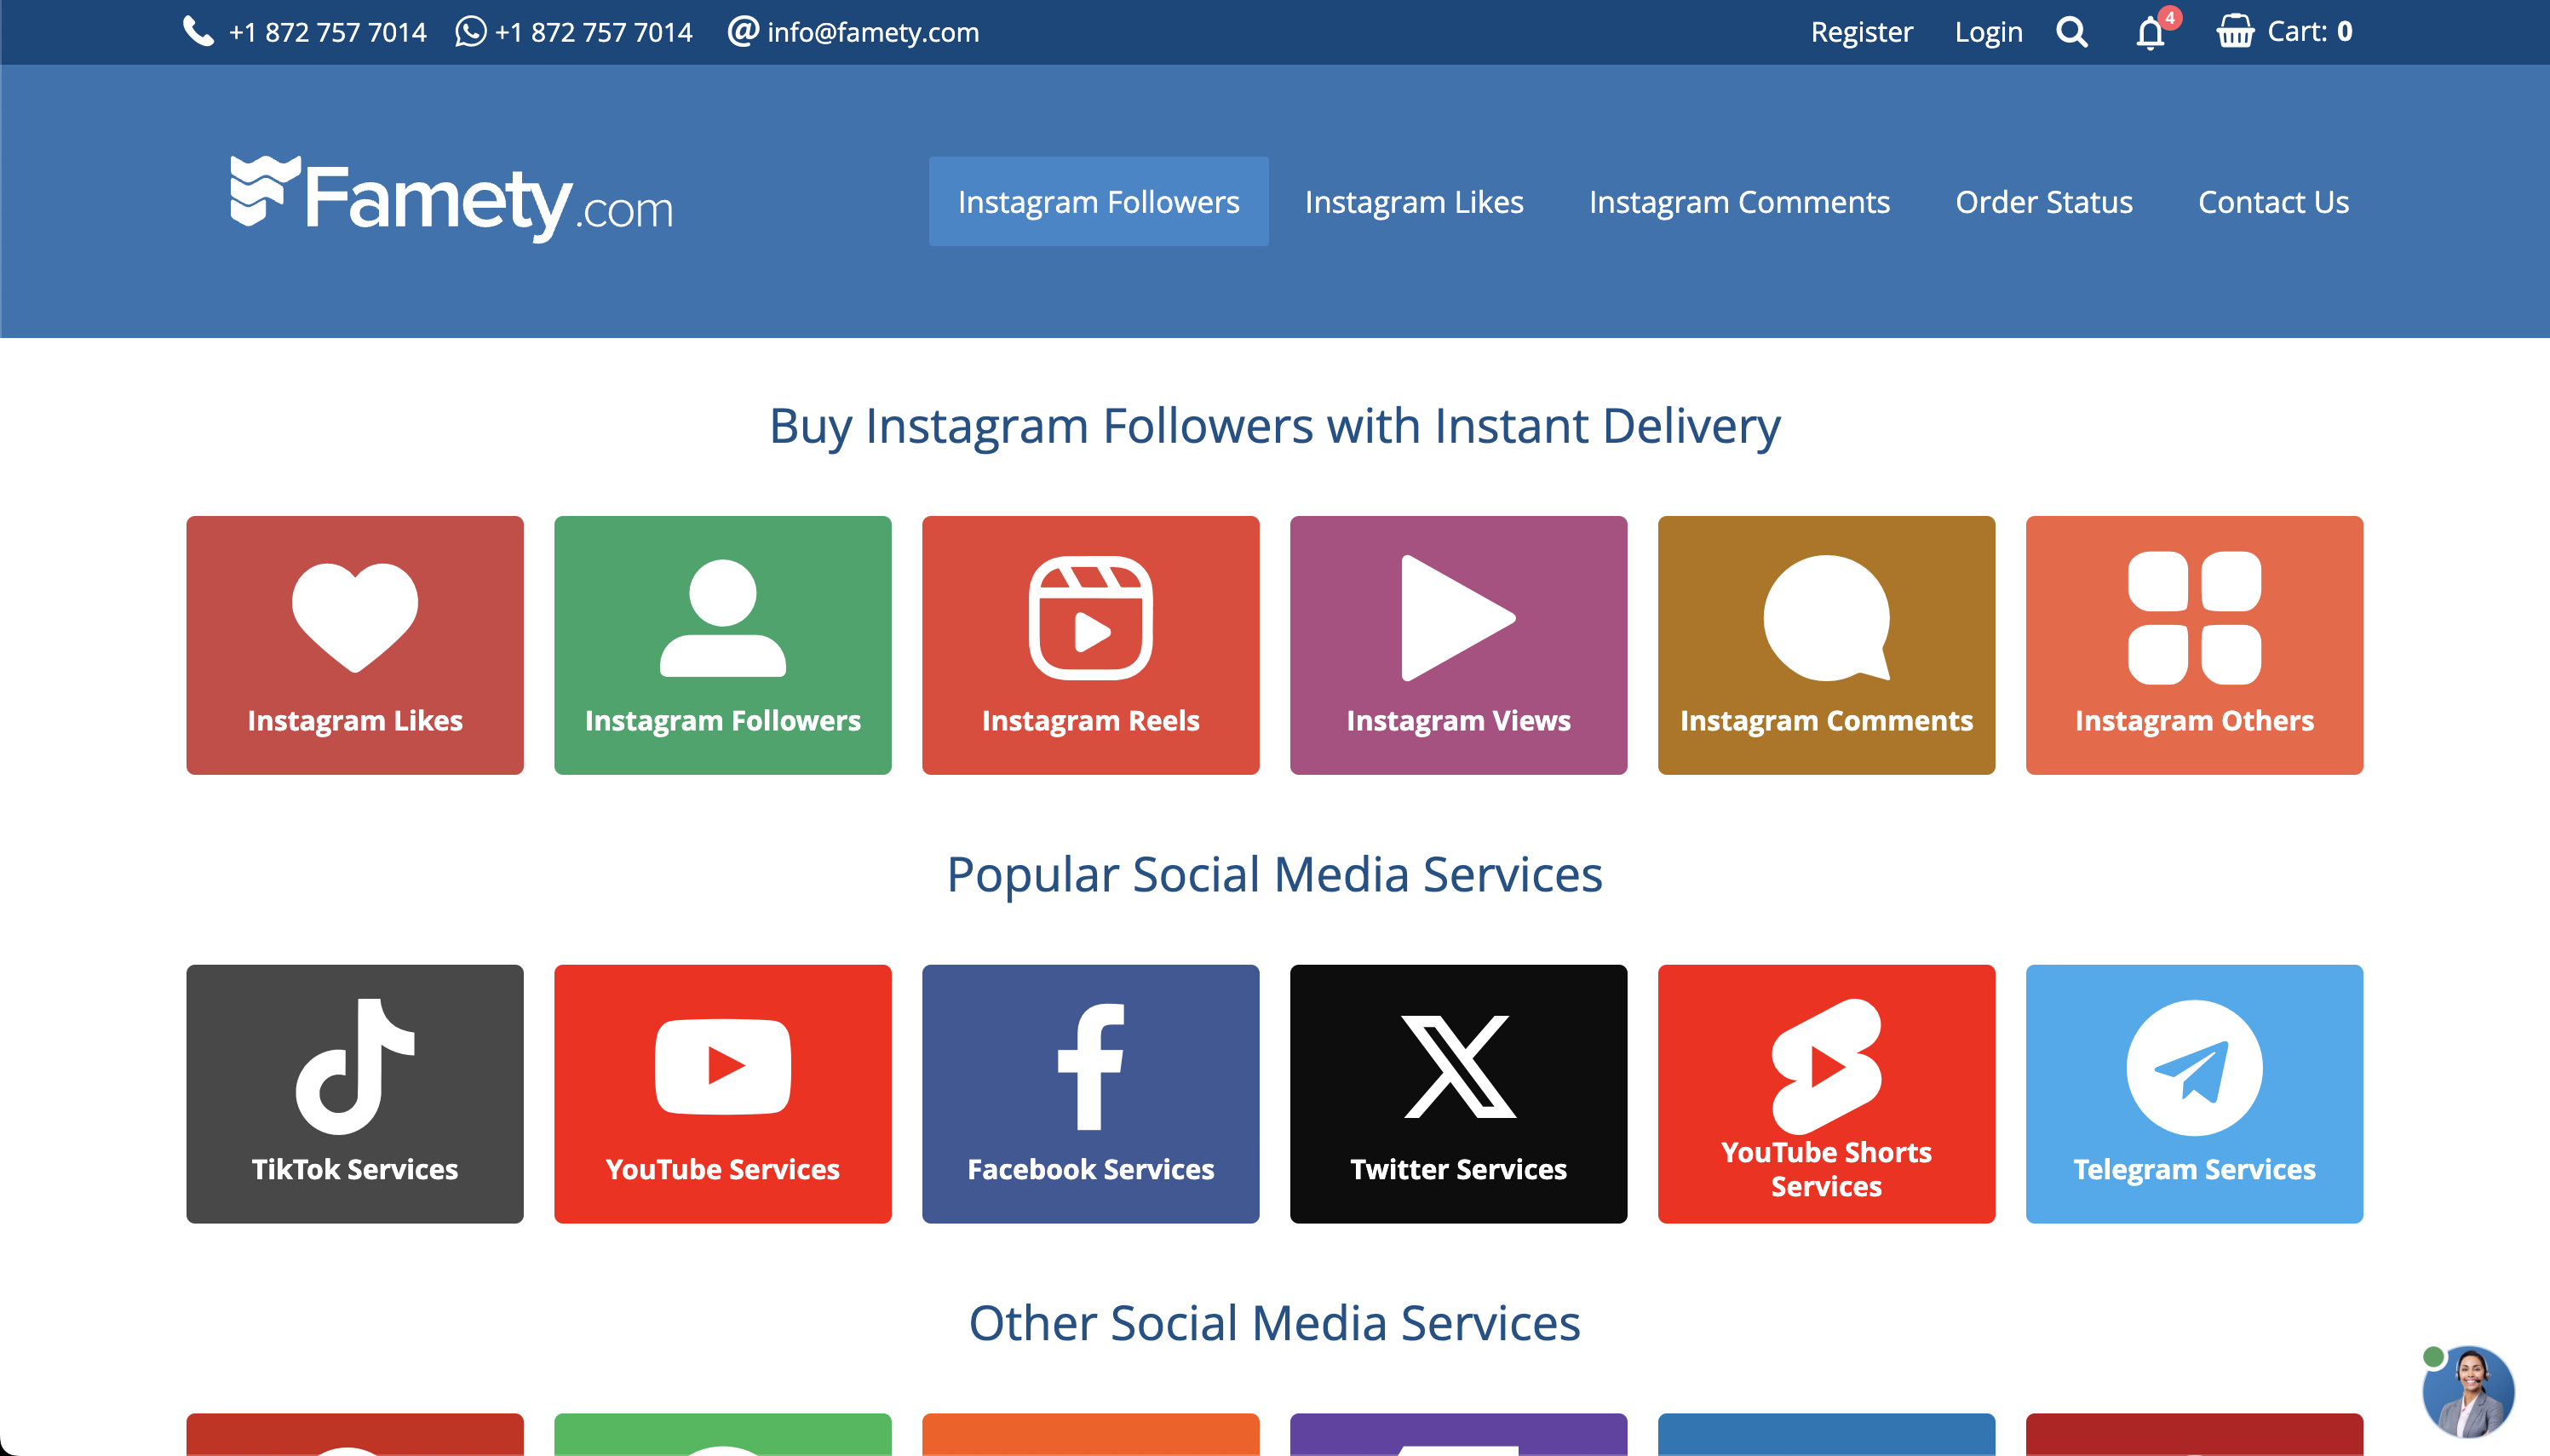 +1 872 757 7014 +1 872 757 7014 @ info@famety.com Register Login 4 Cart: 0
Famety.com Instagram Followers Instagram Likes Instagram Comments Order Status Contact Us
Buy Instagram Followers with Instant Delivery
Instagram Likes Instagram Followers Instagram Reels Instagram Views Instagram Comments Instagram Others
Popular Social Media Services
TikTok Services YouTube Services Facebook Services Twitter Services YouTube Shorts Services Telegram Services
Other Social Media Services